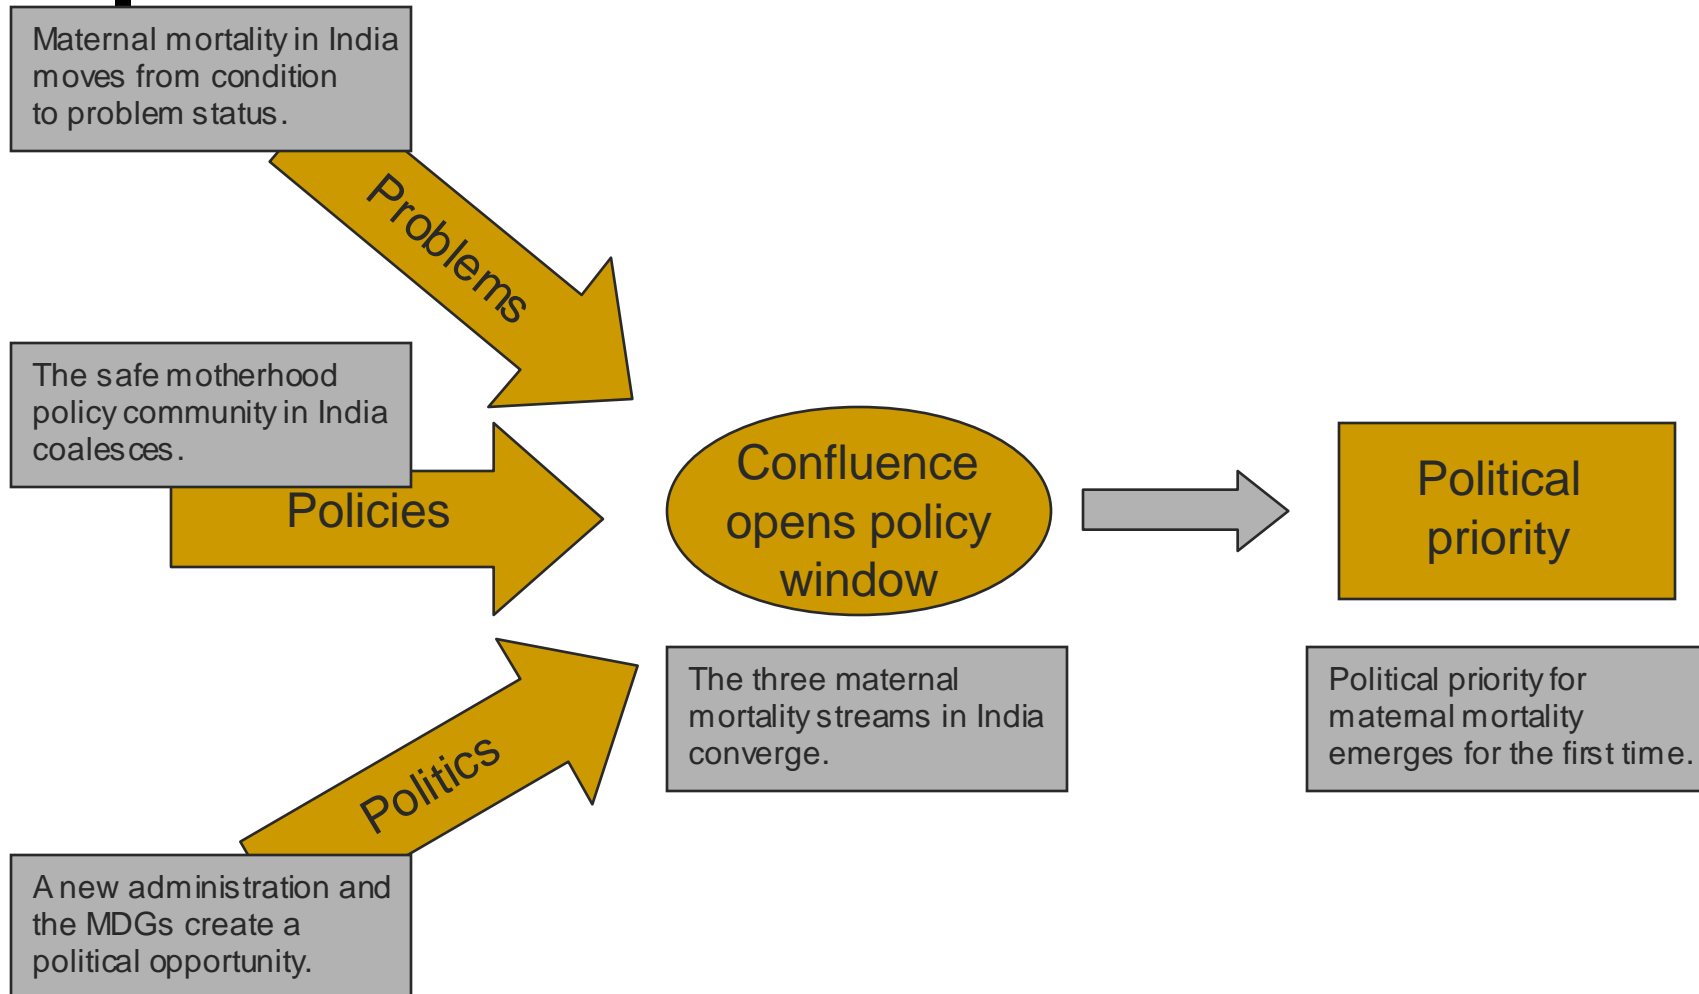 Maternal mortality in India
moves from condition
to problem status.
Problems
The safe motherhood
policy community in India
coalesces.
Policies
Confluence
opens policy
window
Political
priority
The three maternal
mortality streams in India
converge.
Political priority for
maternal mortality
emerges for the first time.
Politics
A new administration and
the MDGs create a
political opportunity.